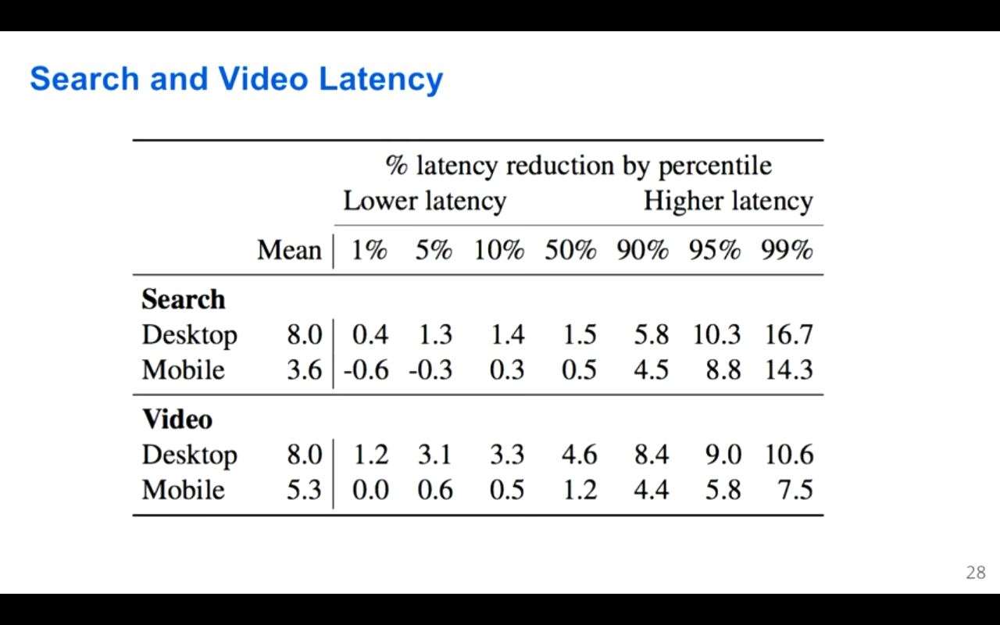 Search and Video Latency
% latency reduction by percentile
Lower latency Higher latency
Mean 1% 5% 10% 50% 90% 95% 99%
Search
Desktop 8.0 0.4 1.3 1.4 1.5 5.8 10.3 16.7
Mobile 3.6 -0.6 -0.3 0.3 0.5 4.5 8.8 14.3
Video
Desktop 8.0 1.2 3.1 3.3 4.6 8.4 9.0 10.6
Mobile 5.3 0.0 0.6 0.5 1.2 4.4 5.8 7.5
28